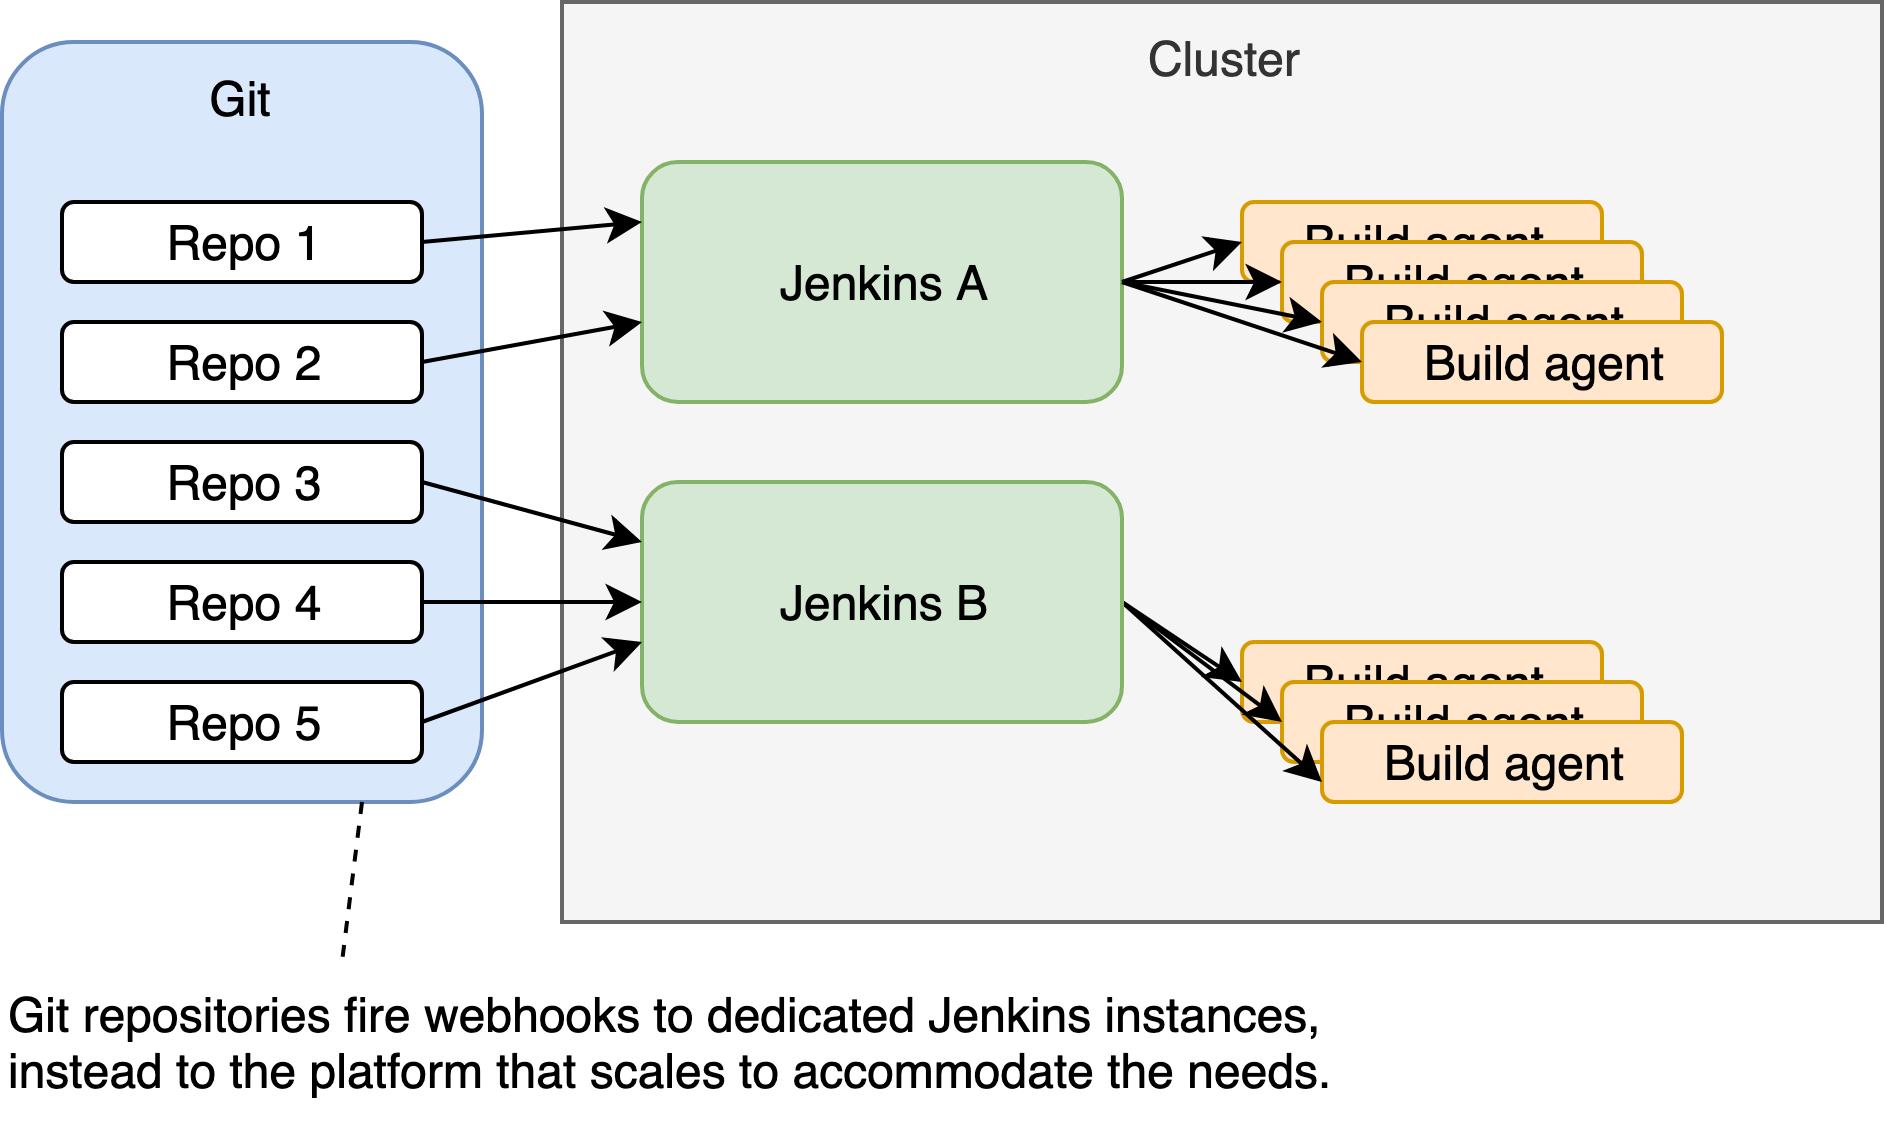 Git
Cluster
Repo 1
Repo 2
Repo 3
Repo 4
Repo 5
Jenkins A
Jenkins B
Build agent
Build agent
Build agent
Build agent
Build agent
Build agent
Build agent
Git repositories fire webhooks to dedicated Jenkins instances,
instead to the platform that scales to accommodate the needs.